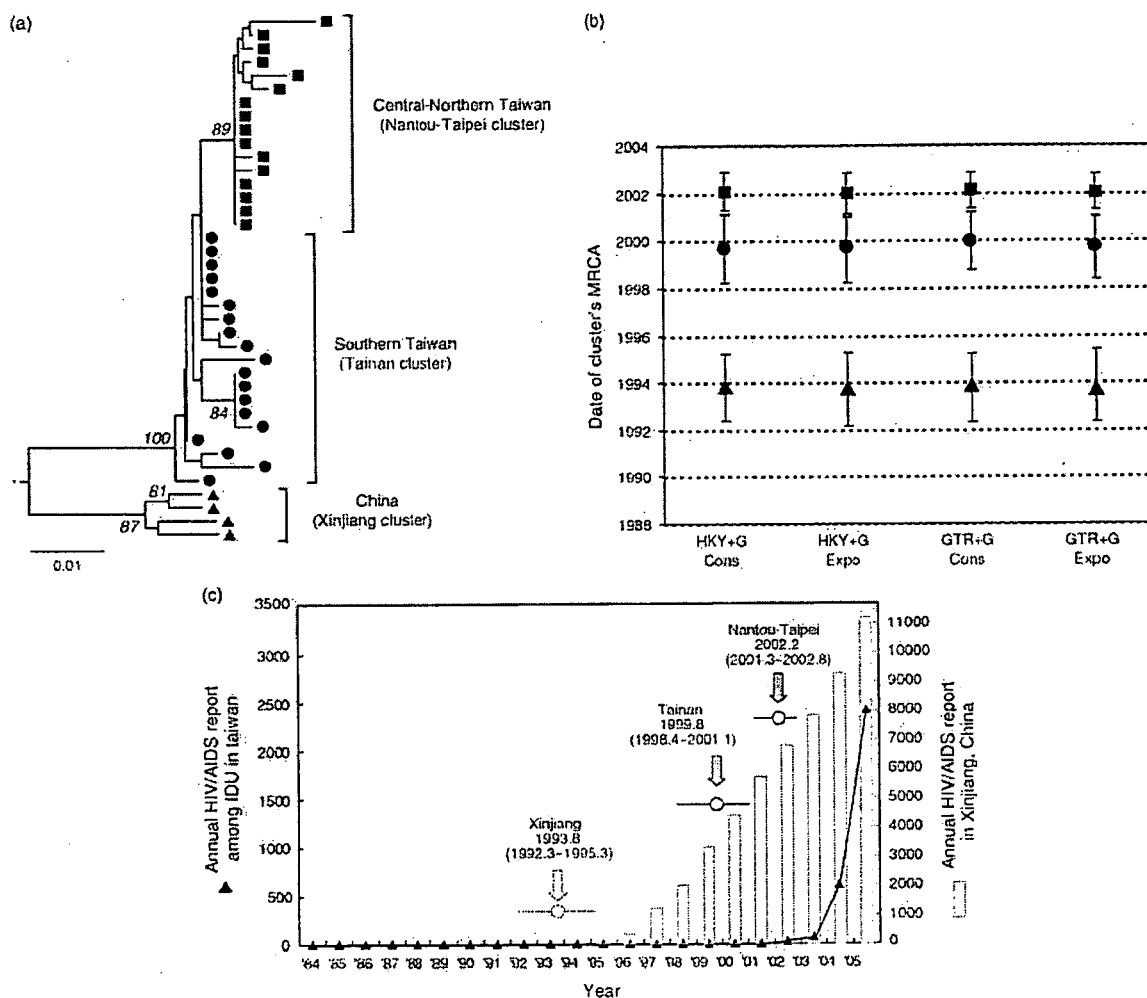 (a)
89
Central-Northern Taiwan
(Nantou-Taipei cluster)
Southern Taiwan
(Tainan cluster)
84
100
81
China
(Xinjiang cluster)
87
0.01
(b)
Date of cluster's MRCA
2004
2002
2000
1998
1996
1994
1992
1990
1988
HKY+G
Cons
HKY+G
Expo
GTR+G
Cons
GTR+G
Expo
(c)
Annual HIV/AIDS report
among IDU in taiwan
3500
3000
2500
2000
1500
1000
500
0
Nantou-Taipei
2002.2
(2001.3–2002.8)
Tainan
1999.8
(1998.4–2001.1)
Xinjiang
1993.8
(1992.3–1995.3)
11000
10000
9000
8000
7000
6000
5000
4000
3000
2000
1000
0
Annual HIV/AIDS report
in Xinjiang, China
'84 '85 '86 '87 '88 '89 '90 '91 '92 '93 '94 '95 '96 '97 '98 '99 '00 '01 '02 '03 '04 '05
Year